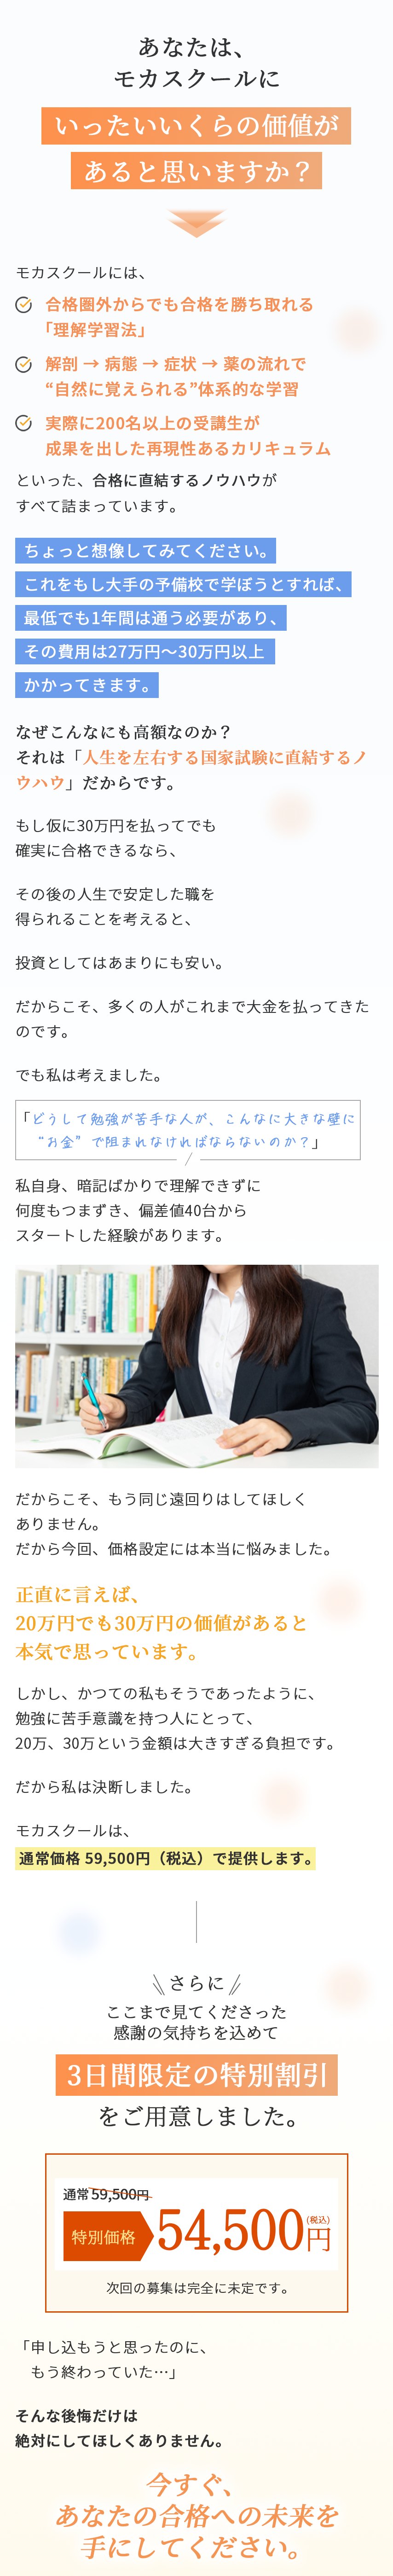 あなたは、
モカスクールに
いったいいくらの価値が
あると思いますか？
モカスクールには、
合格圏外からでも合格を勝ち取れる
「理解学習法」
解剖 → 病態 → 症状 → 薬の流れで
“自然に覚えられる”体系的な学習
実際に200名以上の受講生が
成果を出した再現性あるカリキュラム
といった、合格に直結するノウハウが
すべて詰まっています。
ちょっと想像してみてください。
これをもし大手の予備校で学ぼうとすれば、
最低でも1年間は通う必要があり、
その費用は27万円〜30万円以上
かかってきます。
なぜこんなにも高額なのか？
それは「人生を左右する国家試験に直結するノ
ウハウ」だからです。
もし仮に30万円を払ってでも
確実に合格できるなら、
その後の人生で安定した職を
得られることを考えると、
投資としてはあまりにも安い。
だからこそ、多くの人がこれまで大金を払ってきた
のです。
でも私は考えました。
「どうして勉強が苦手な人が、こんなに大きな壁に
“お金”で阻まれなければならないのか？」
私自身、暗記ばかりで理解できずに
何度もつまずき、偏差値40台から
スタートした経験があります。
だからこそ、もう同じ遠回りはしてほしく
ありません。
だから今回、価格設定には本当に悩みました。
正直に言えば、
20万円でも30万円の価値があると
本気で思っています。
しかし、かつての私もそうであったように、
勉強に苦手意識を持つ人にとって、
20万、30万という金額は大きすぎる負担です。
だから私は決断しました。
モカスクールは、
通常価格 59,500円（税込）で提供します。
さらに
ここまで見てくださった
感謝の気持ちを込めて
3日間限定の特別割引
をご用意しました。
通常59,500円
特別価格 54,500円 (税込)
次回の募集は完全に未定です。
「申し込もうと思ったのに、
もう終わっていた…」
そんな後悔だけは
絶対にしてほしくありません。
今すぐ、
あなたの合格への未来を
手にしてください。